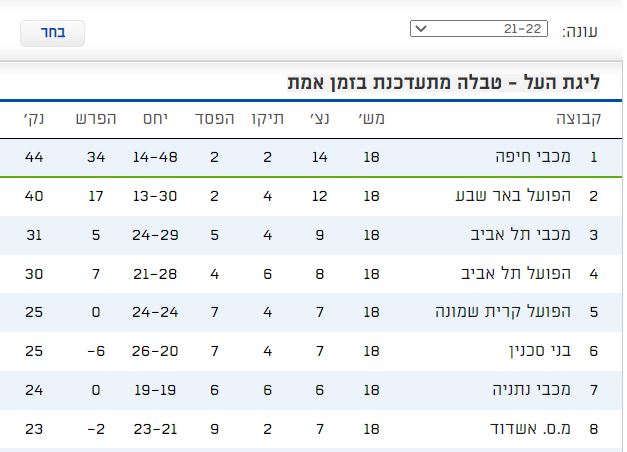 עונה: 21-22 בחר
ליגת העל - טבלה מתעדכנת בזמן אמת
קבוצה מש' נצ' תיקו הפסד יחס הפרש נק'
1 מכבי חיפה 18 14 2 2 14-48 34 44
2 הפועל באר שבע 18 12 4 2 13-30 17 40
3 מכבי תל אביב 18 9 4 5 24-29 5 31
4 הפועל תל אביב 18 8 6 4 21-28 7 30
5 הפועל קרית שמונה 18 7 4 7 24-24 0 25
6 בני סכנין 18 7 4 7 26-20 6- 25
7 מכבי נתניה 18 6 6 6 19-19 0 24
8 מ.ס. אשדוד 18 7 2 9 23-21 2- 23